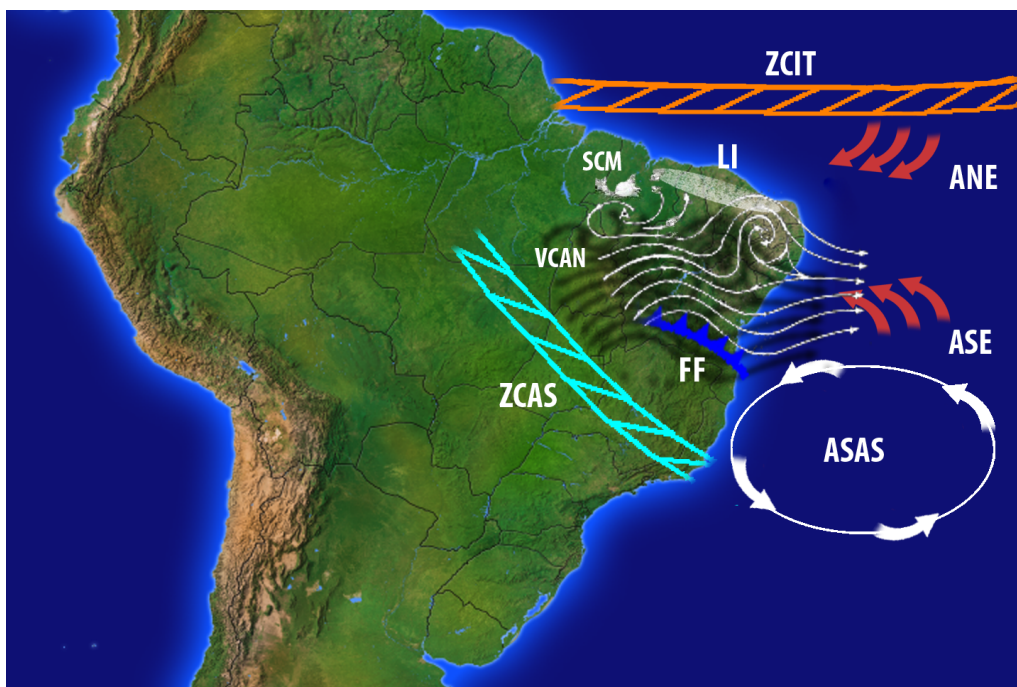 ZCIT
SCM
LI
ANE
VCAN
ASE
FF
ZCAS
ASAS